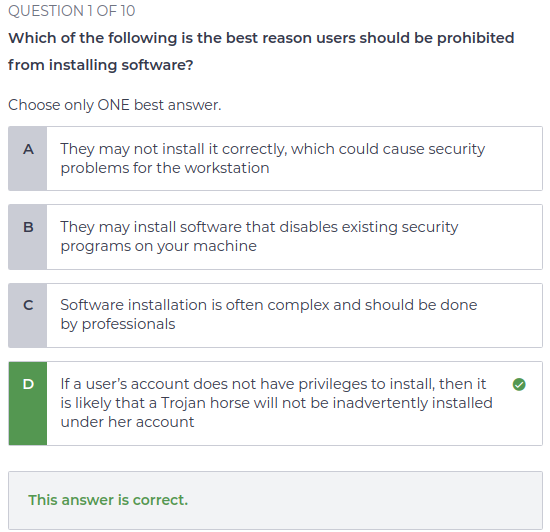 QUESTION 1 OF 10
Which of the following is the best reason users should be prohibited
from installing software?
Choose only ONE best answer.
A
They may not install it correctly, which could cause security
problems for the workstation
B
They may install software that disables existing security
programs on your machine
C
Software installation is often complex and should be done
by professionals
D
If a user’s account does not have privileges to install, then it
is likely that a Trojan horse will not be inadvertently installed
under her account
This answer is correct.